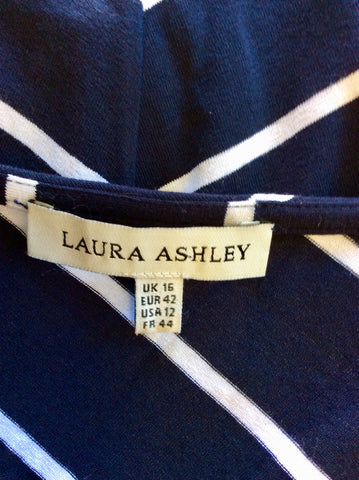 LAURA ASHLEY
UK 16
EUR 42
USA 12
FR 44